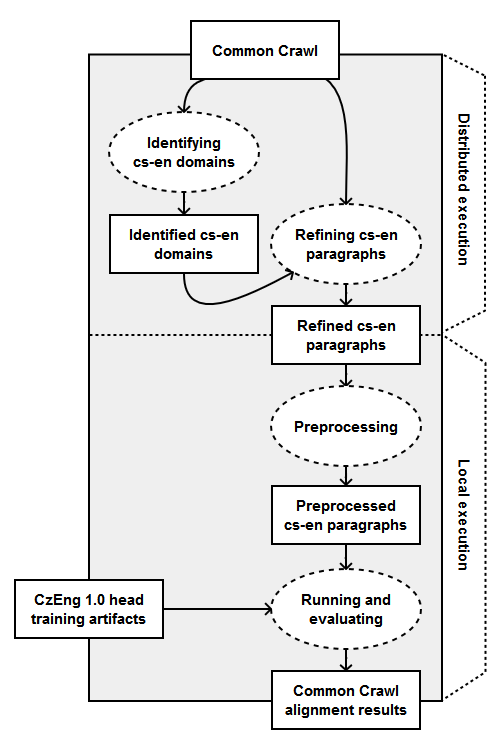 Common Crawl
Identifying
cs-en domains
Identified cs-en
domains
Refining cs-en
paragraphs
Distributed execution
Refined cs-en
paragraphs
Preprocessing
Preprocessed
cs-en paragraphs
Local execution
CzEng 1.0 head
training artifacts
Running and
evaluating
Common Crawl
alignment results